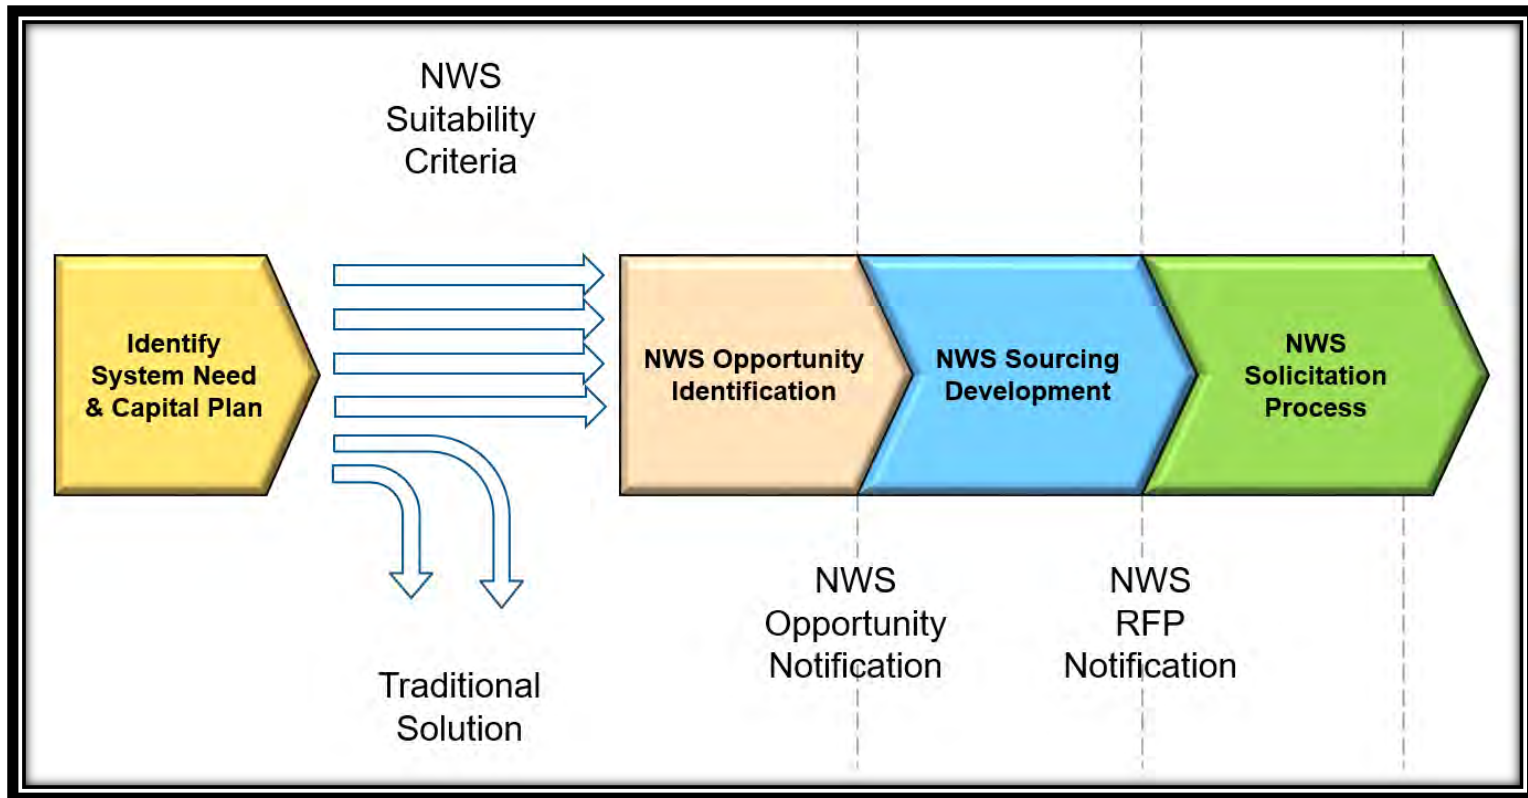 NWS
Suitability
Criteria
Identify
System Need
& Capital Plan
NWS Opportunity
Identification
NWS Sourcing
Development
NWS
Solicitation
Process
Traditional
Solution
NWS
Opportunity
Notification
NWS
RFP
Notification